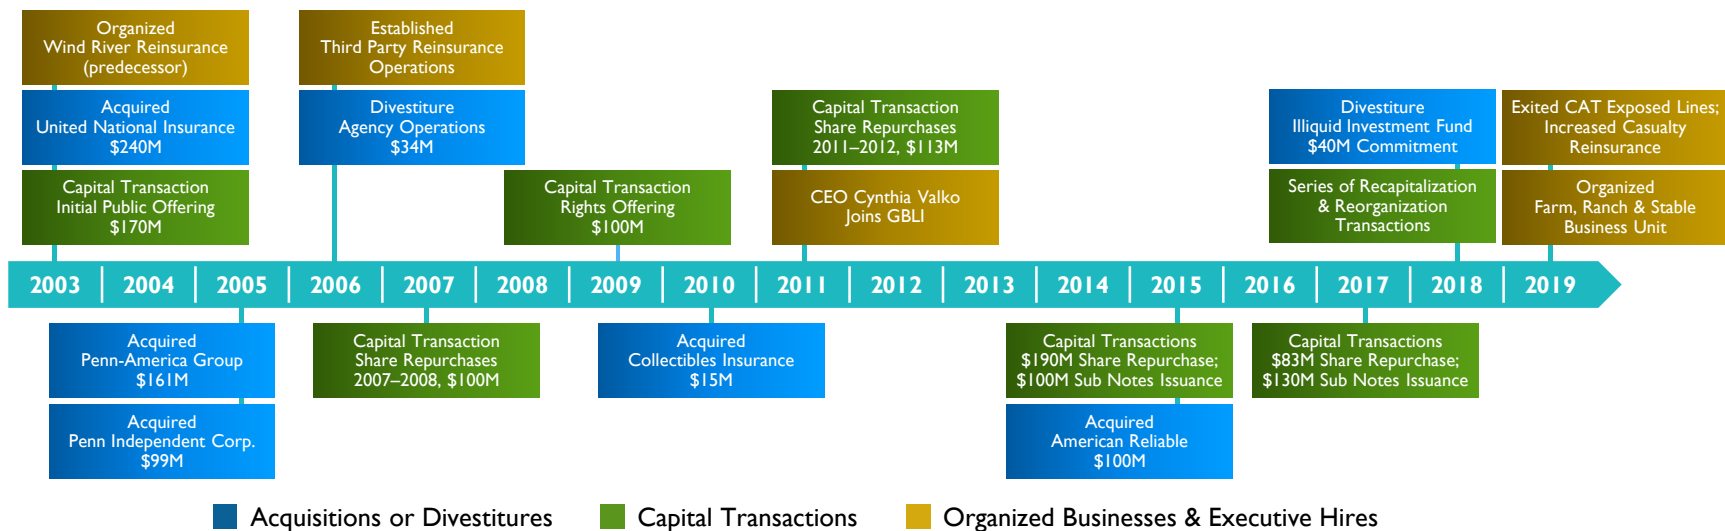 Organized
Wind River Reinsurance
(predecessor)
Acquired
United National Insurance
$240M
Capital Transaction
Initial Public Offering
$170M
Established
Third Party Reinsurance
Operations
Divestiture
Agency Operations
$34M
Capital Transaction
Rights Offering
$100M
Capital Transaction
Share Repurchases
2011–2012, $113M
CEO Cynthia Valko
Joins GBLI
Divestiture
Illiquid Investment Fund
$40M Commitment
Series of Recapitalization
& Reorganization
Transactions
Exited CAT Exposed Lines;
Increased Casualty
Reinsurance
Organized
Farm, Ranch & Stable
Business Unit
2003 2004 2005 2006 2007 2008 2009 2010 2011 2012 2013 2014 2015 2016 2017 2018 2019
Acquired
Penn-America Group
$161M
Acquired
Penn Independent Corp.
$99M
Capital Transaction
Share Repurchases
2007–2008, $100M
Acquired
Collectibles Insurance
$15M
Capital Transactions
$190M Share Repurchase;
$100M Sub Notes Issuance
Acquired
American Reliable
$100M
Capital Transactions
$83M Share Repurchase;
$130M Sub Notes Issuance
Acquisitions or Divestitures
Capital Transactions
Organized Businesses & Executive Hires